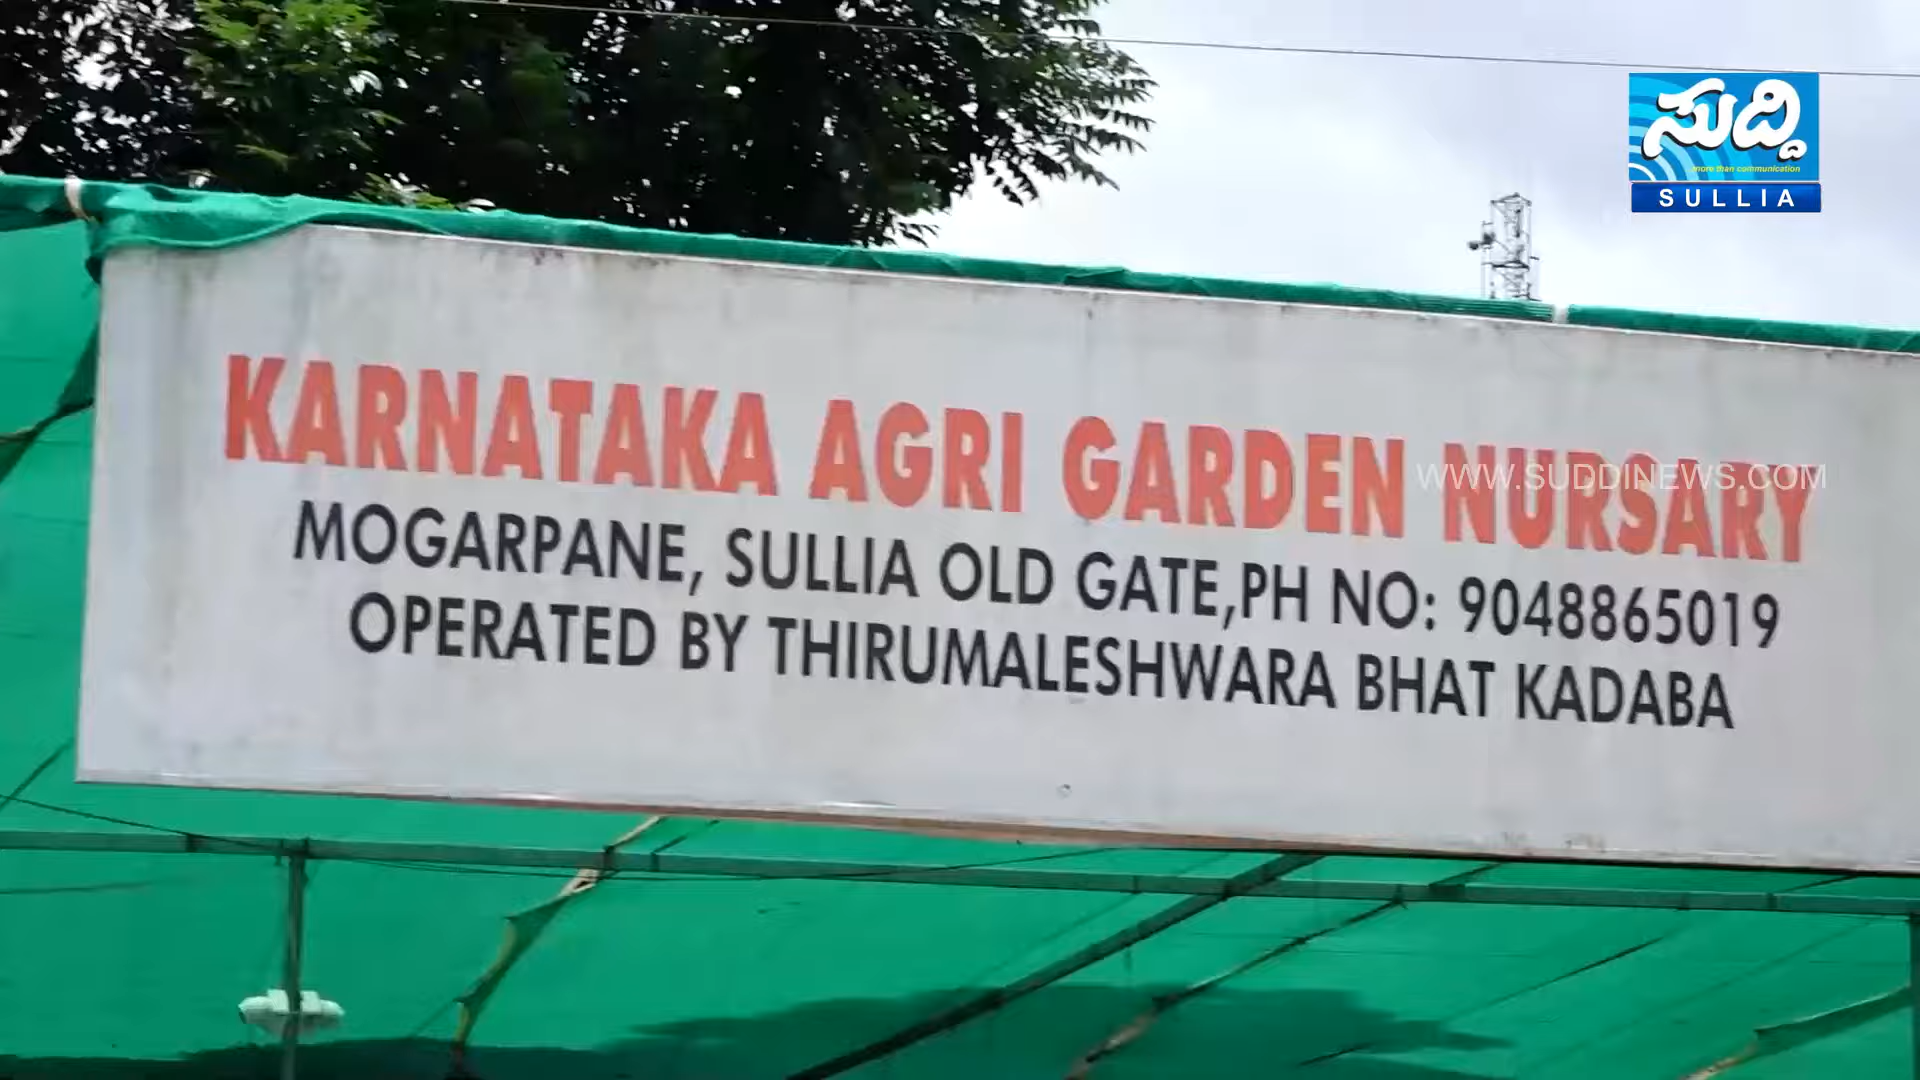 ಸುದ್ದಿ
more than communication
SULLIA
KARNATAKA AGRI GARDEN NURSARY
WWW.SUDDINEWS.COM
MOGARPANE, SULLIA OLD GATE,PH NO: 9048865019
OPERATED BY THIRUMALESHWARA BHAT KADABA